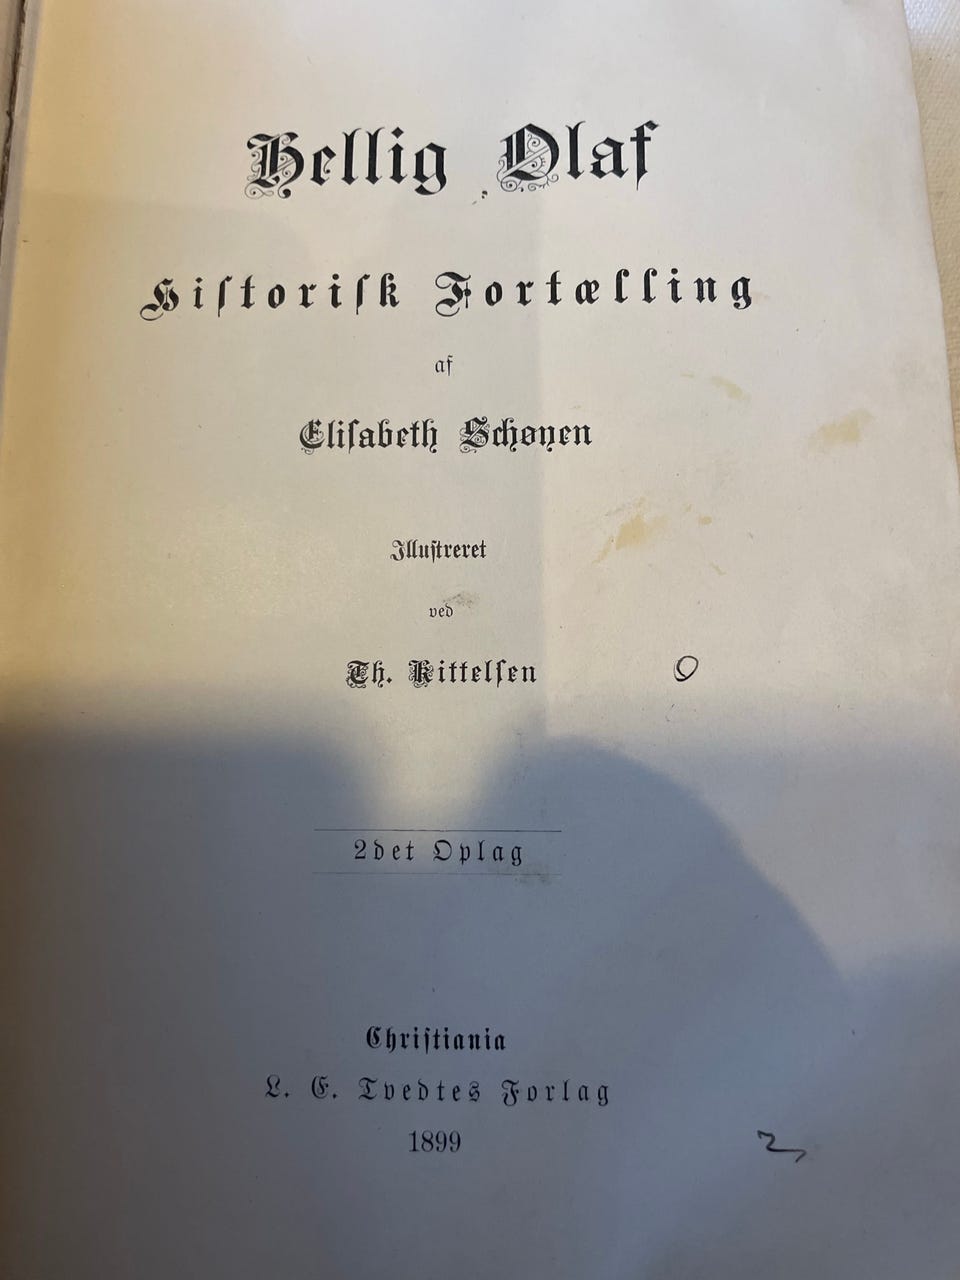 Hellig Olaf
Historisk Fortælling
af
Elisabeth Schøyen
Illustreret
ved
Th. Kittelsen
2det Oplag
Christiania
L. E. Tvedtes Forlag
1899